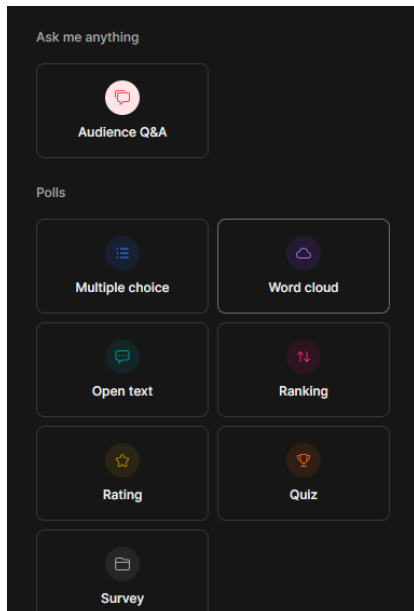 Ask me anything
Audience Q&A
Polls
Multiple choice
Word cloud
Open text
Ranking
Rating
Quiz
Survey